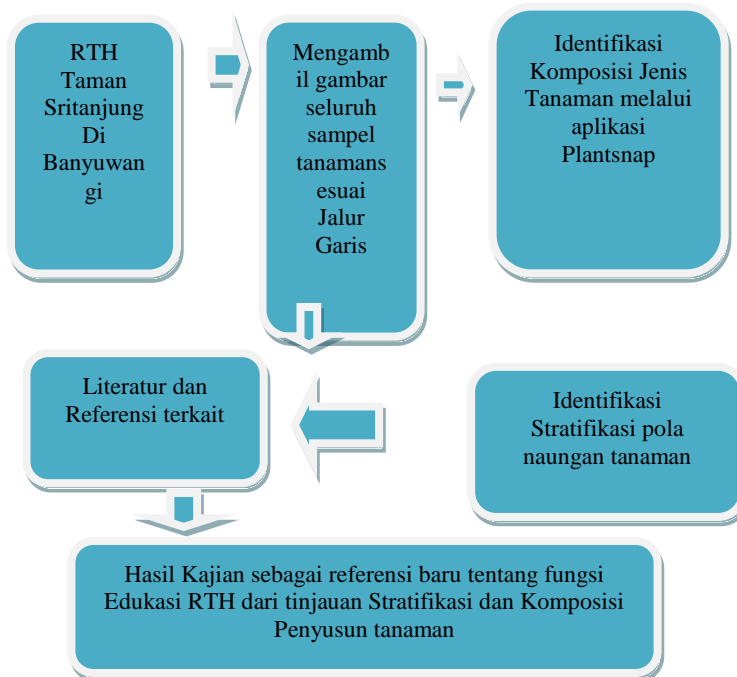 RTH
Taman
Sritanjung
Di
Banyuwan
gi
Mengamb
il gambar
seluruh
sampel
tanamans
esuai
Jalur
Garis
Identifikasi
Komposisi Jenis
Tanaman melalui
aplikasi
Plantsnap
Literatur dan
Referensi terkait
Identifikasi
Stratifikasi pola
naungan tanaman
Hasil Kajian sebagai referensi baru tentang fungsi
Edukasi RTH dari tinjauan Stratifikasi dan Komposisi
Penyusun tanaman